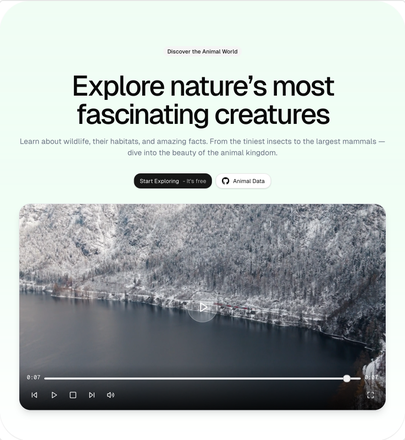 Discover the Animal World
Explore nature's most
fascinating creatures
Learn about wildlife, their habitats, and amazing facts. From the tiniest insects to the largest mammals —
dive into the beauty of the animal kingdom.
Start Exploring - It's free
Animal Data
0:07